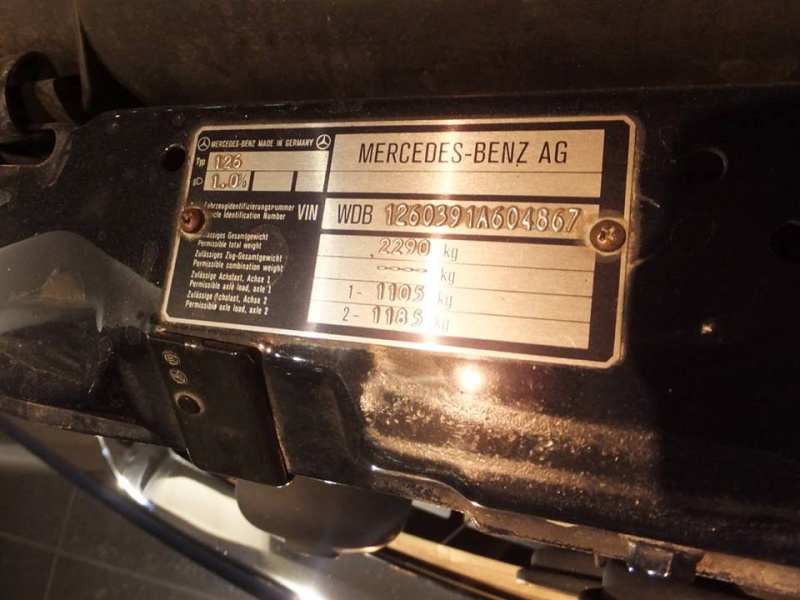 MERCEDES-BENZ MADE IN GERMANY
MERCEDES-BENZ AG
Typ 126
1.0%
Fahrzeugidentifizierungsnummer
Identification Number VIN WDB 1260391A604867
Gesamtgewicht
Permissible total weight 2290 kg
Zulässiges Zug-Gesamtgewicht
Permissible combination weight kg
Zulässige Achslast, Achse 1
Permissible axle load, axle 1 1- 1105 kg
Zulässige Achslast, Achse 2
Permissible axle load, axle 2 2- 1185 kg